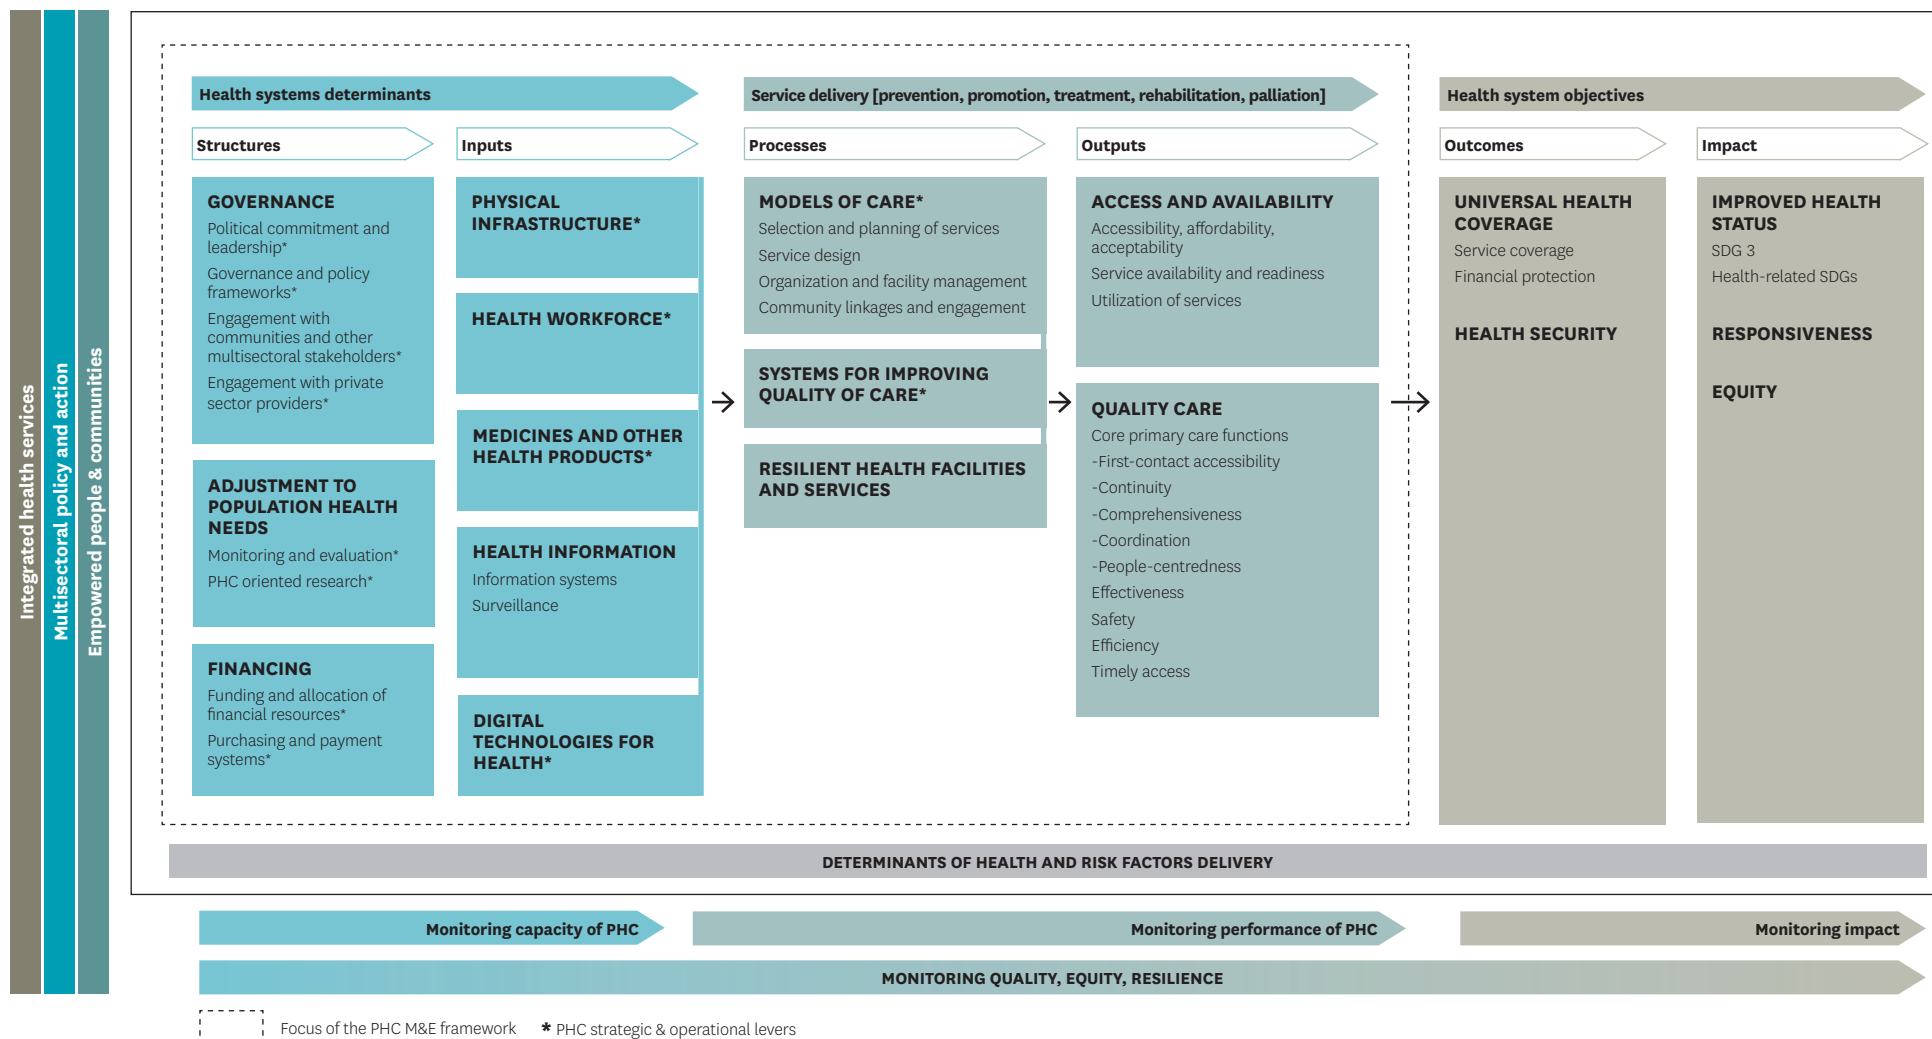 Integrated health services
Multisectoral policy and action
Empowered people & communities
Health systems determinants
Structures
GOVERNANCE
Political commitment and
leadership*
Governance and policy
frameworks*
Engagement with
communities and other
multisectoral stakeholders*
Engagement with private
sector providers*
ADJUSTMENT TO
POPULATION HEALTH
NEEDS
Monitoring and evaluation*
PHC oriented research*
FINANCING
Funding and allocation of
financial resources*
Purchasing and payment
systems*
Inputs
PHYSICAL
INFRASTRUCTURE*
HEALTH WORKFORCE*
MEDICINES AND OTHER
HEALTH PRODUCTS*
HEALTH INFORMATION
Information systems
Surveillance
DIGITAL
TECHNOLOGIES FOR
HEALTH*
Service delivery [prevention, promotion, treatment, rehabilitation, palliation]
Processes
MODELS OF CARE*
Selection and planning of services
Service design
Organization and facility management
Community linkages and engagement
SYSTEMS FOR IMPROVING
QUALITY OF CARE*
RESILIENT HEALTH FACILITIES
AND SERVICES
Outputs
ACCESS AND AVAILABILITY
Accessibility, affordability,
acceptability
Service availability and readiness
Utilization of services
QUALITY CARE
Core primary care functions
-First-contact accessibility
-Continuity
-Comprehensiveness
-Coordination
-People-centredness
Effectiveness
Safety
Efficiency
Timely access
Health system objectives
Outcomes
UNIVERSAL HEALTH
COVERAGE
Service coverage
Financial protection
HEALTH SECURITY
Impact
IMPROVED HEALTH
STATUS
SDG 3
Health-related SDGs
RESPONSIVENESS
EQUITY
DETERMINANTS OF HEALTH AND RISK FACTORS DELIVERY
Monitoring capacity of PHC
Monitoring performance of PHC
Monitoring impact
MONITORING QUALITY, EQUITY, RESILIENCE
Focus of the PHC M&E framework
* PHC strategic & operational levers